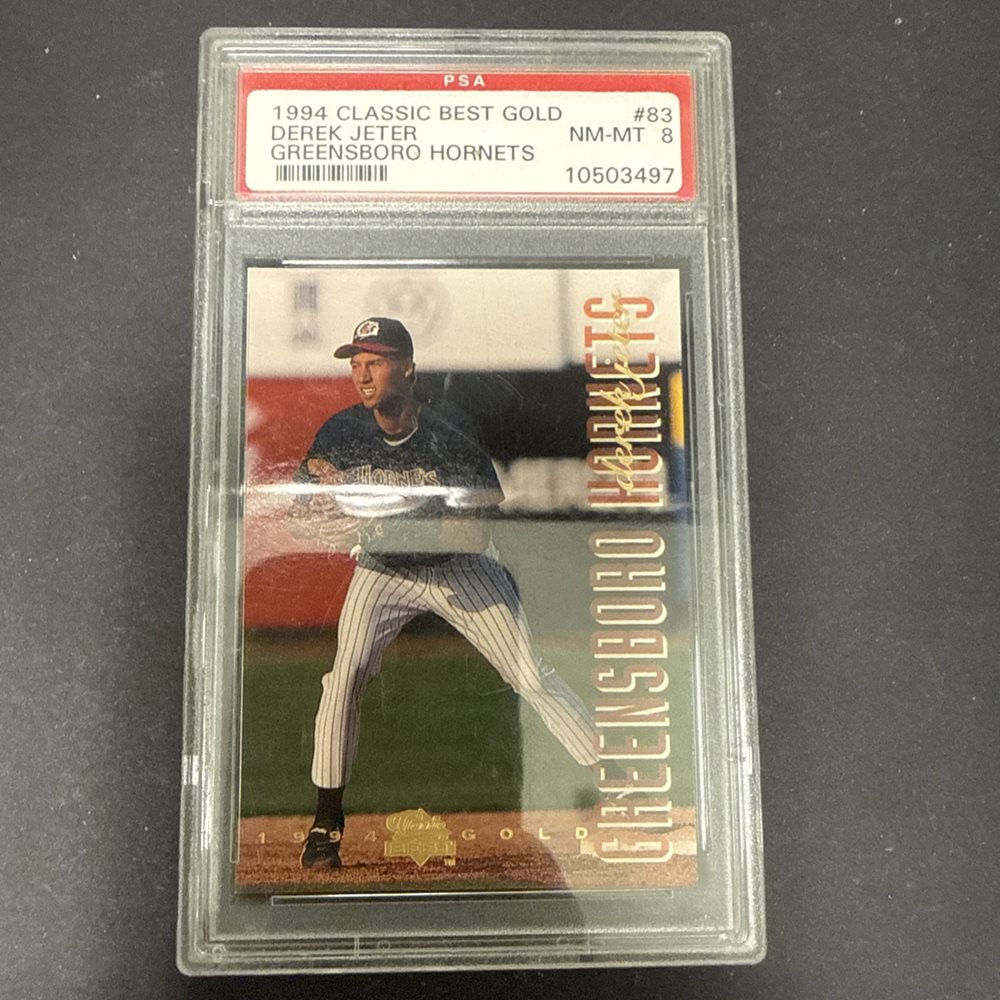 PSA
1994 CLASSIC BEST GOLD #83
DEREK JETER NM-MT 8
GREENSBORO HORNETS
10503497
GREENSBORO HORNETS
derek jeter
HORNETS
1994 Classic BEST GOLD
TM